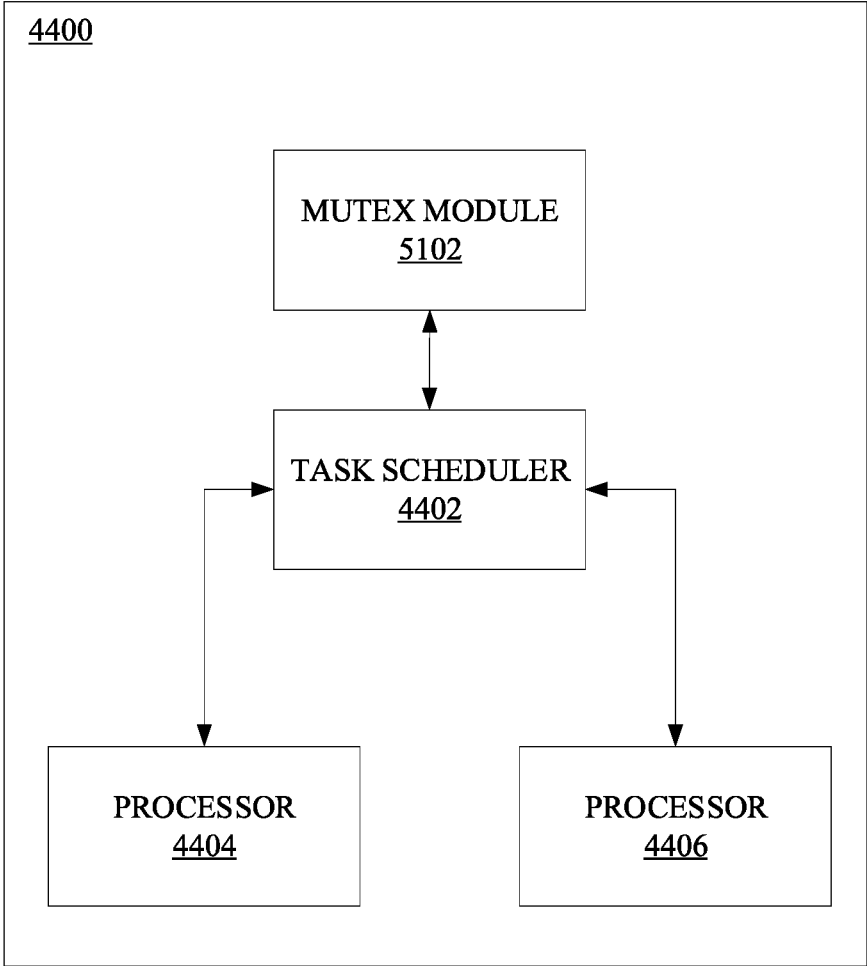 4400
MUTEX MODULE
5102
TASK SCHEDULER
4402
PROCESSOR
4404
PROCESSOR
4406